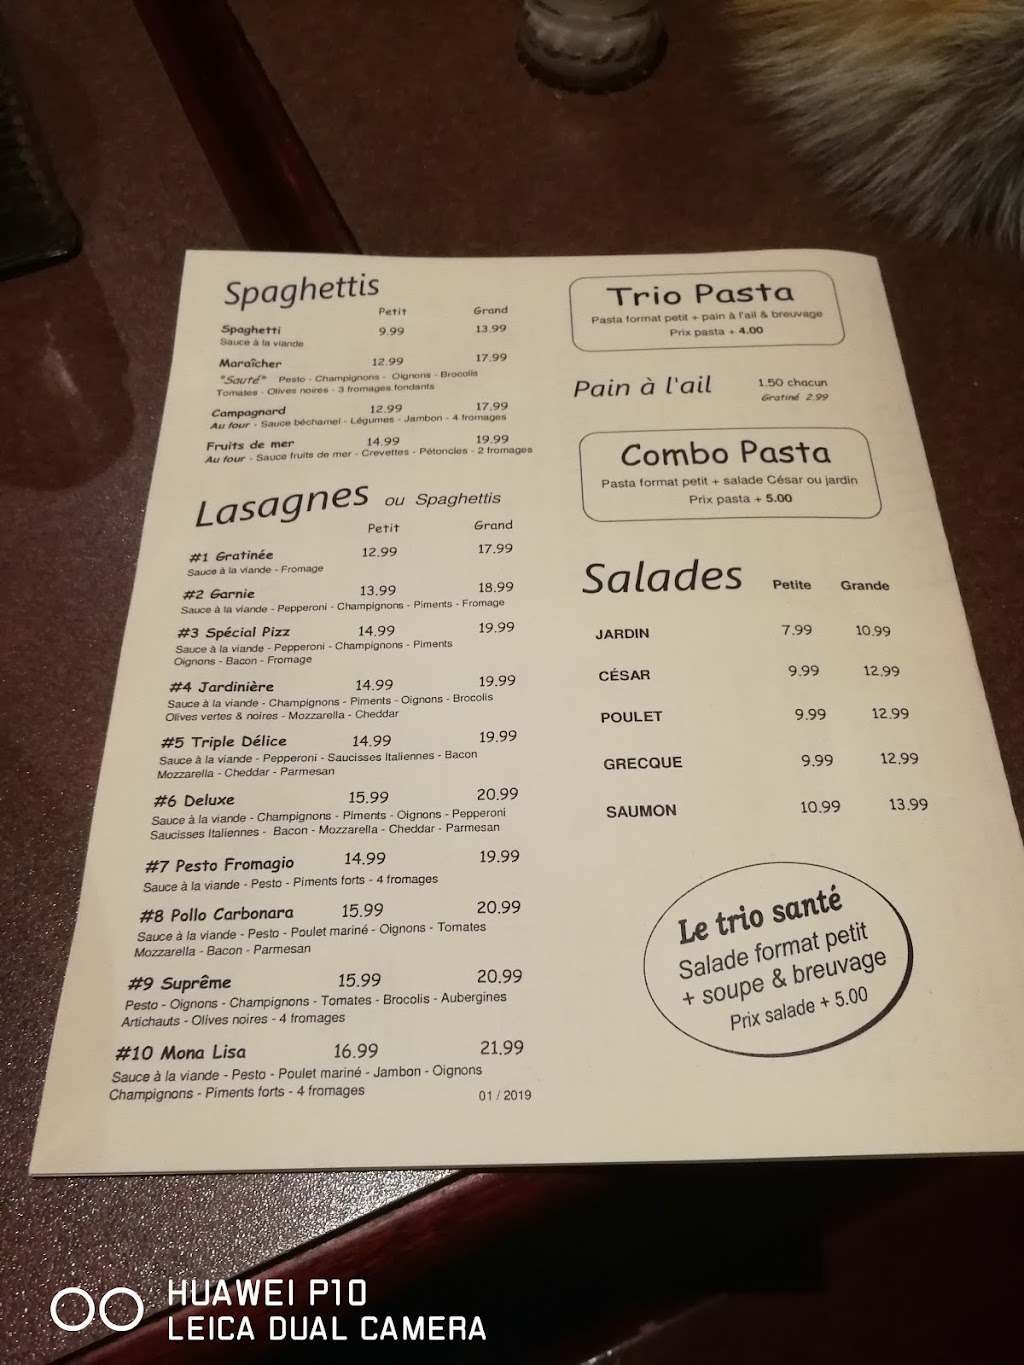 Spaghettis
Petit Grand
Spaghetti 9.99 13.99
Sauce à la viande
Maraîcher 12.99 17.99
"Sauté" Pesto - Champignons - Oignons - Brocolis
Tomates - Olives noires - 3 fromages fondants
Campagnard 12.99 17.99
Au four - Sauce béchamel - Légumes - Jambon - 4 fromages
Fruits de mer 14.99 19.99
Au four - Sauce fruits de mer - Crevettes - Pétoncles - 2 fromages
Lasagnes ou Spaghettis
Petit Grand
#1 Gratinée 12.99 17.99
Sauce à la viande - Fromage
#2 Garnie 13.99 18.99
Sauce à la viande - Pepperoni - Champignons - Piments - Fromage
#3 Spécial Pizz 14.99 19.99
Sauce à la viande - Pepperoni - Champignons - Piments
Oignons - Bacon - Fromage
#4 Jardinière 14.99 19.99
Sauce à la viande - Champignons - Piments - Oignons - Brocolis
Olives vertes & noires - Mozzarella - Cheddar
#5 Triple Délice 14.99 19.99
Sauce à la viande - Pepperoni - Saucisses Italiennes - Bacon
Mozzarella - Cheddar - Parmesan
#6 Deluxe 15.99 20.99
Sauce à la viande - Champignons - Piments - Oignons - Pepperoni
Saucisses Italiennes - Bacon - Mozzarella - Cheddar - Parmesan
#7 Pesto Fromagio 14.99 19.99
Sauce à la viande - Pesto - Piments forts - 4 fromages
#8 Pollo Carbonara 15.99 20.99
Sauce à la viande - Pesto - Poulet mariné - Oignons - Tomates
Mozzarella - Bacon - Parmesan
#9 Suprême 15.99 20.99
Pesto - Oignons - Champignons - Tomates - Brocolis - Aubergines
Artichauts - Olives noires - 4 fromages
#10 Mona Lisa 16.99 21.99
Sauce à la viande - Pesto - Poulet mariné - Jambon - Oignons
Champignons - Piments forts - 4 fromages
01 / 2019
Trio Pasta
Pasta format petit + pain à l'ail & breuvage
Prix pasta + 4.00
Pain à l'ail 1.50 chacun
Gratiné 2.99
Combo Pasta
Pasta format petit + salade César ou jardin
Prix pasta + 5.00
Salades Petite Grande
JARDIN 7.99 10.99
CÉSAR 9.99 12.99
POULET 9.99 12.99
GRECQUE 9.99 12.99
SAUMON 10.99 13.99
Le trio santé
Salade format petit
+ soupe & breuvage
Prix salade + 5.00
HUAWEI P10
LEICA DUAL CAMERA